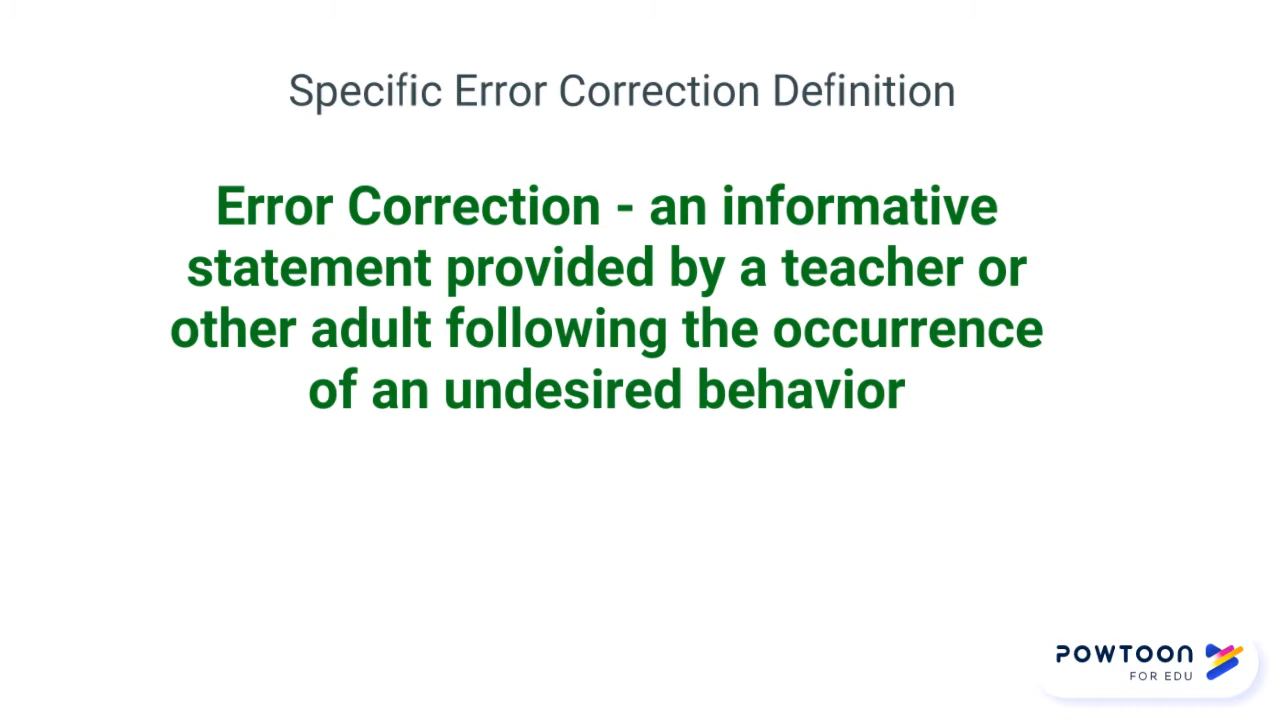 Specific Error Correction Definition
Error Correction - an informative
statement provided by a teacher or
other adult following the occurrence
of an undesired behavior
POWTOON
FOR EDU